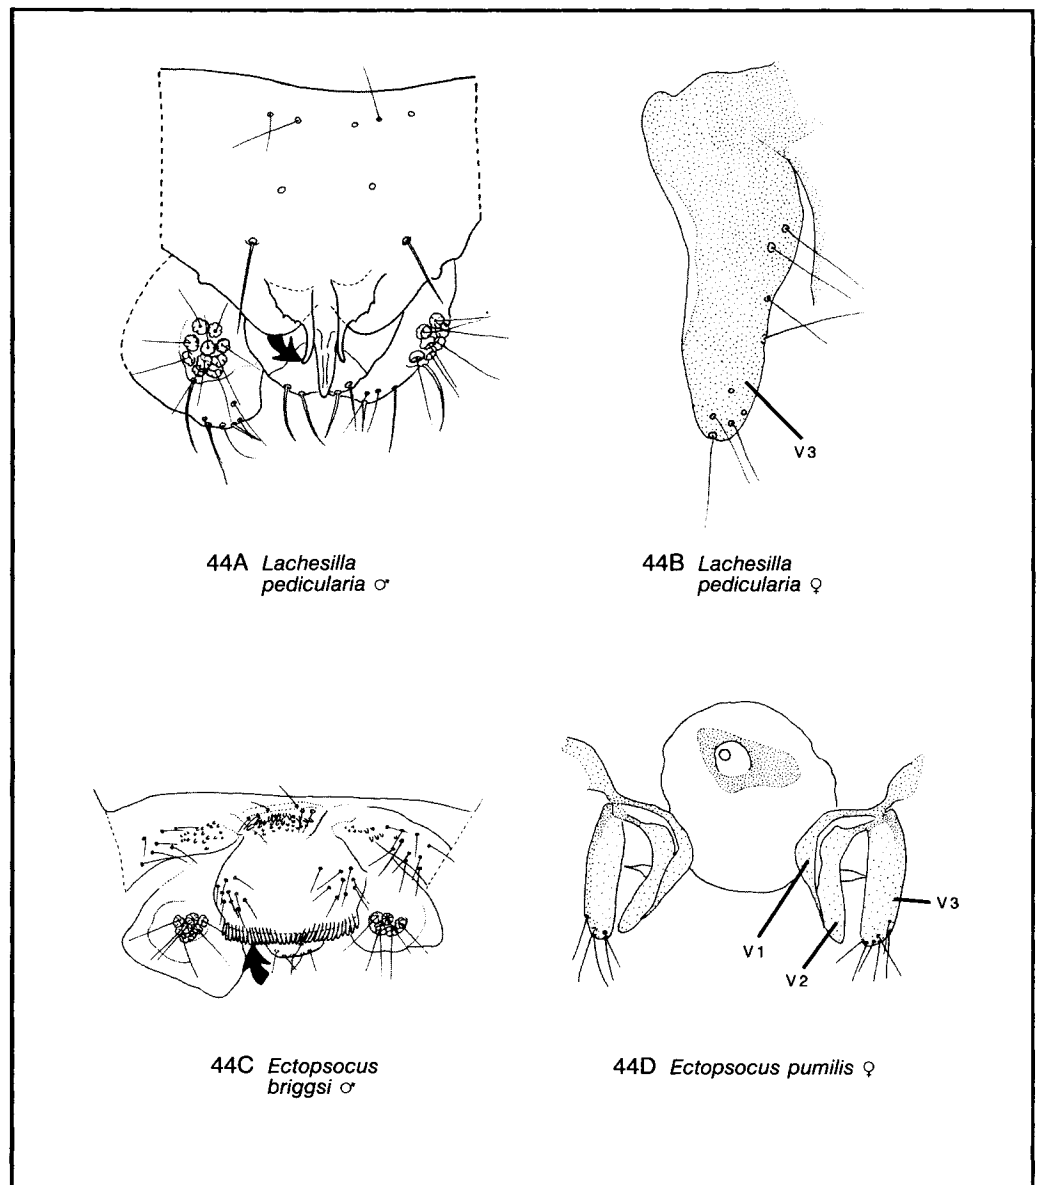 V3
44A Lachesilla
pedicularia ♂
44B Lachesilla
pedicularia ♀
V1
V2
V3
44C Ectopsocus
briggsi ♂
44D Ectopsocus pumilis ♀